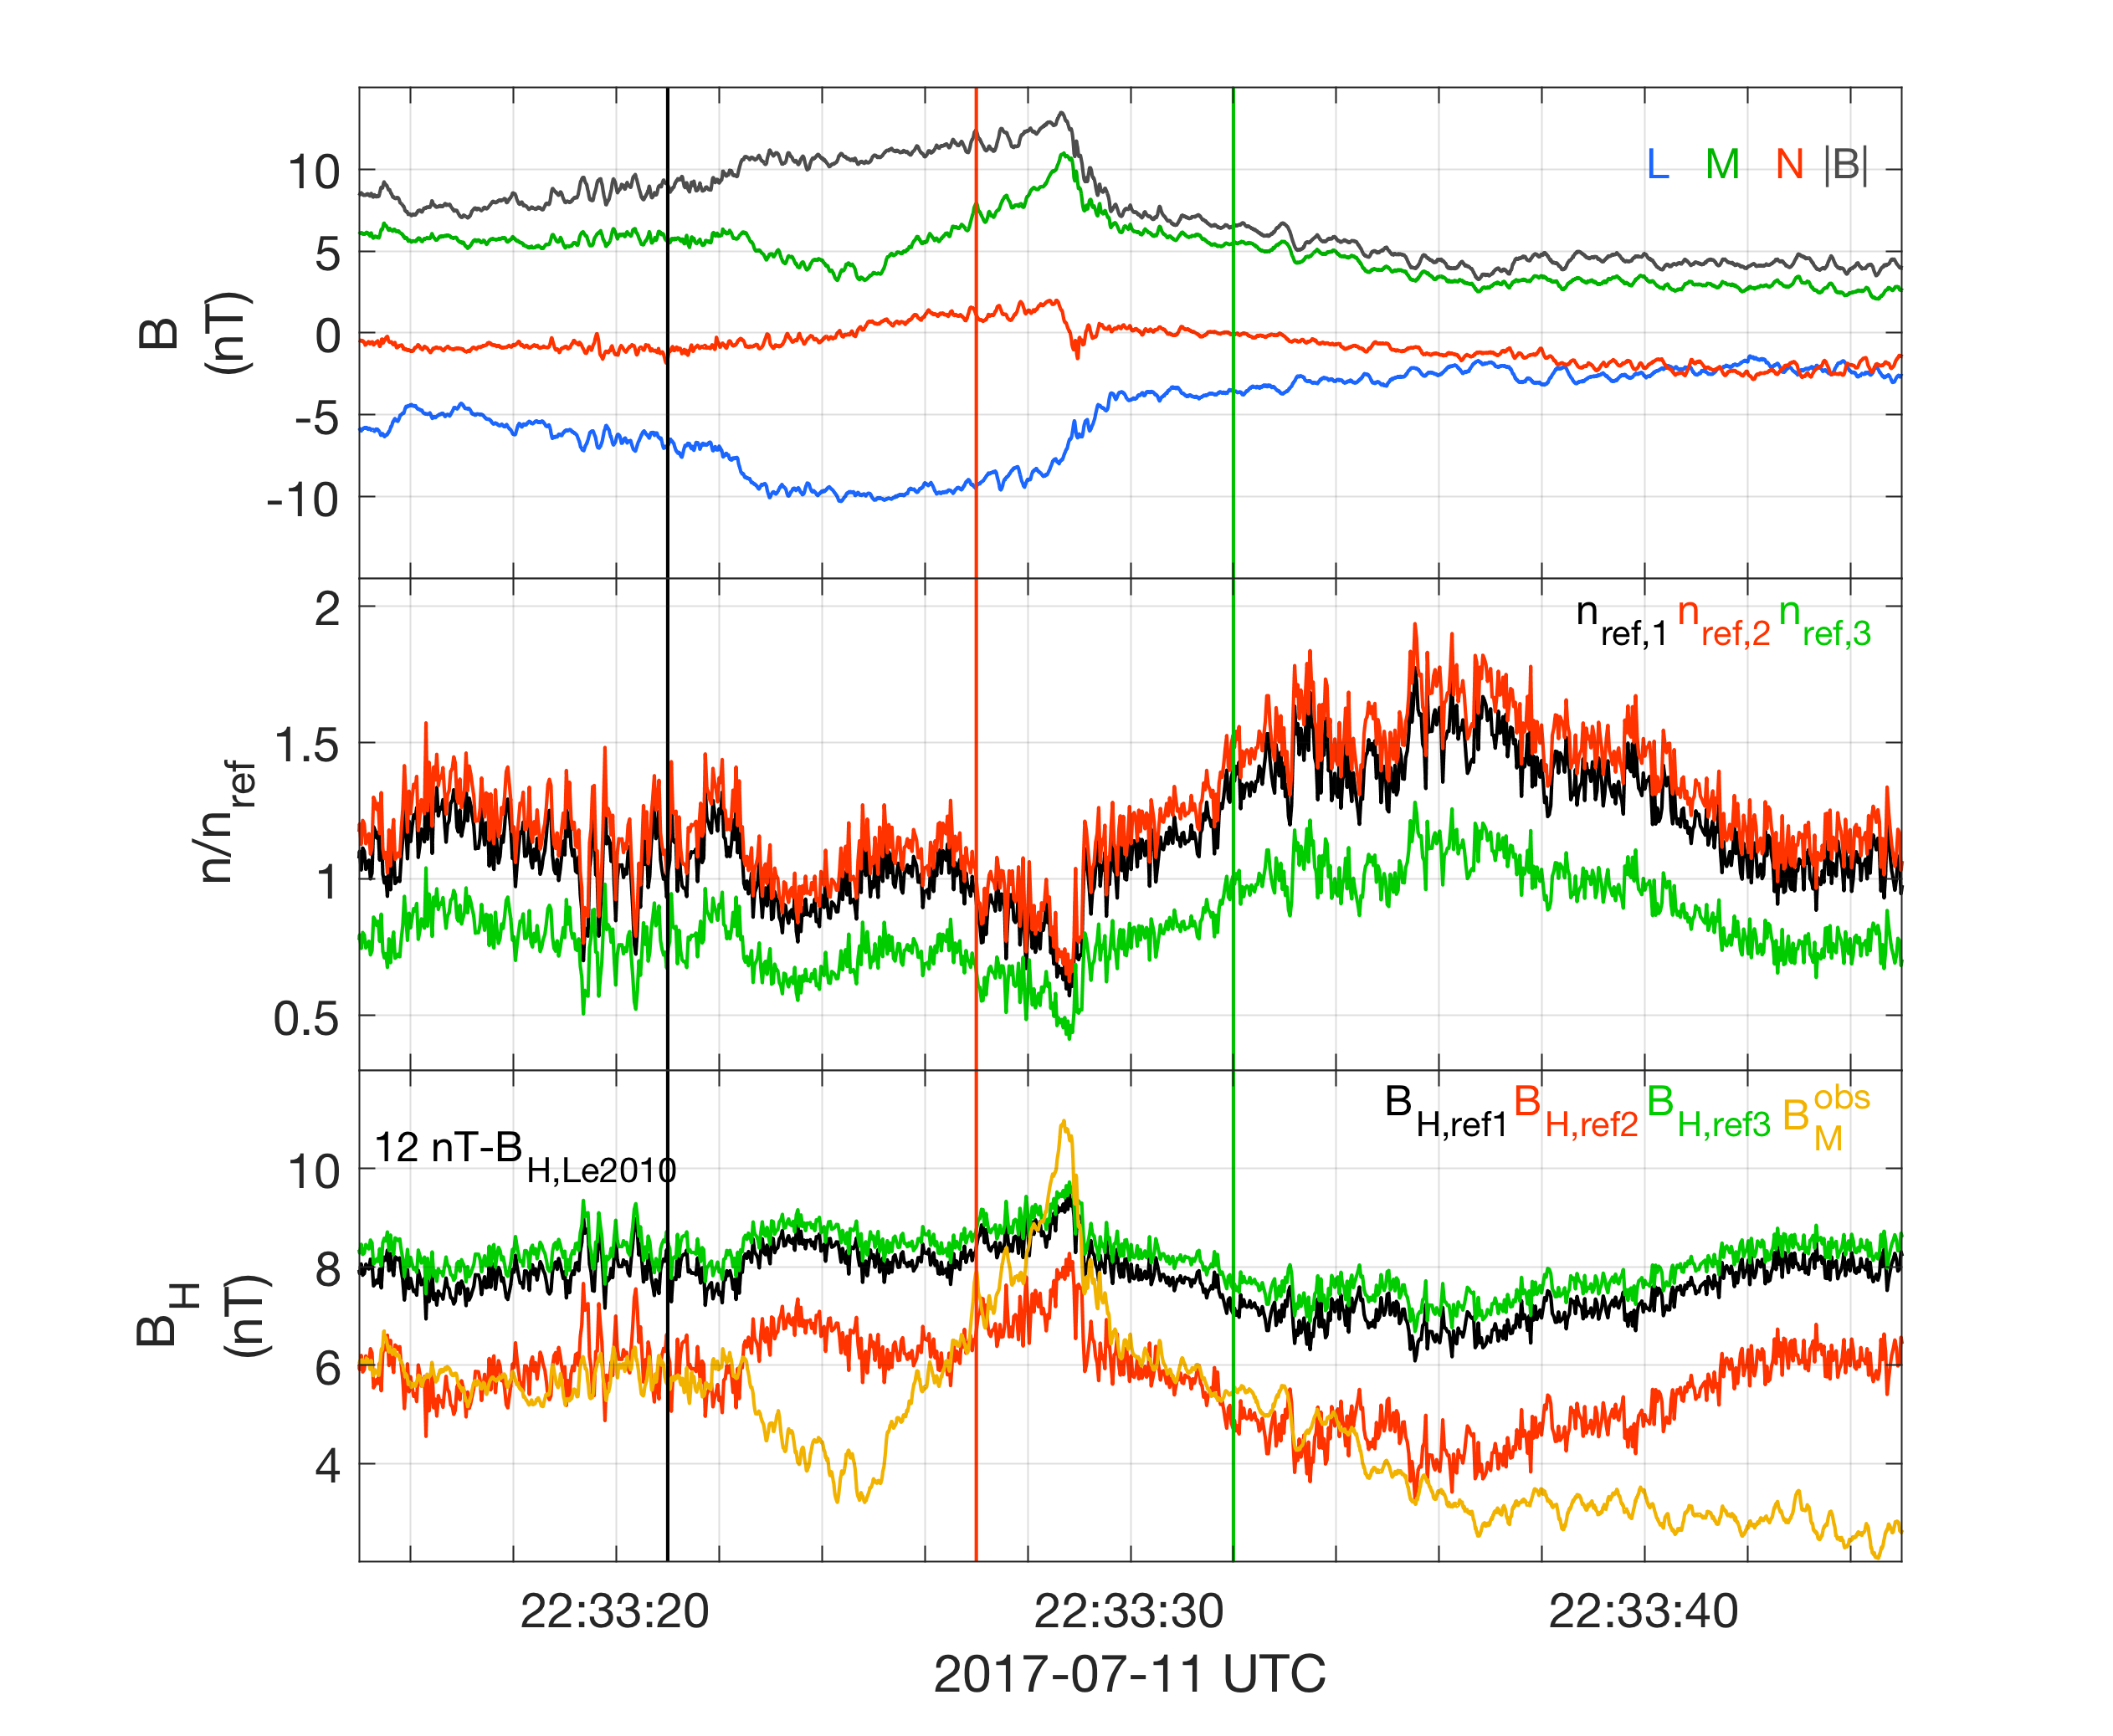 10
5
0
-5
-10
B
(nT)
L M N |B|
2
1.5
1
0.5
n/n_ref
n_ref,1 n_ref,2 n_ref,3
10
8
6
4
B_H
(nT)
12 nT-B_H,Le2010
B_H,ref1 B_H,ref2 B_H,ref3 B_M^obs
22:33:20 22:33:30 22:33:40
2017-07-11 UTC